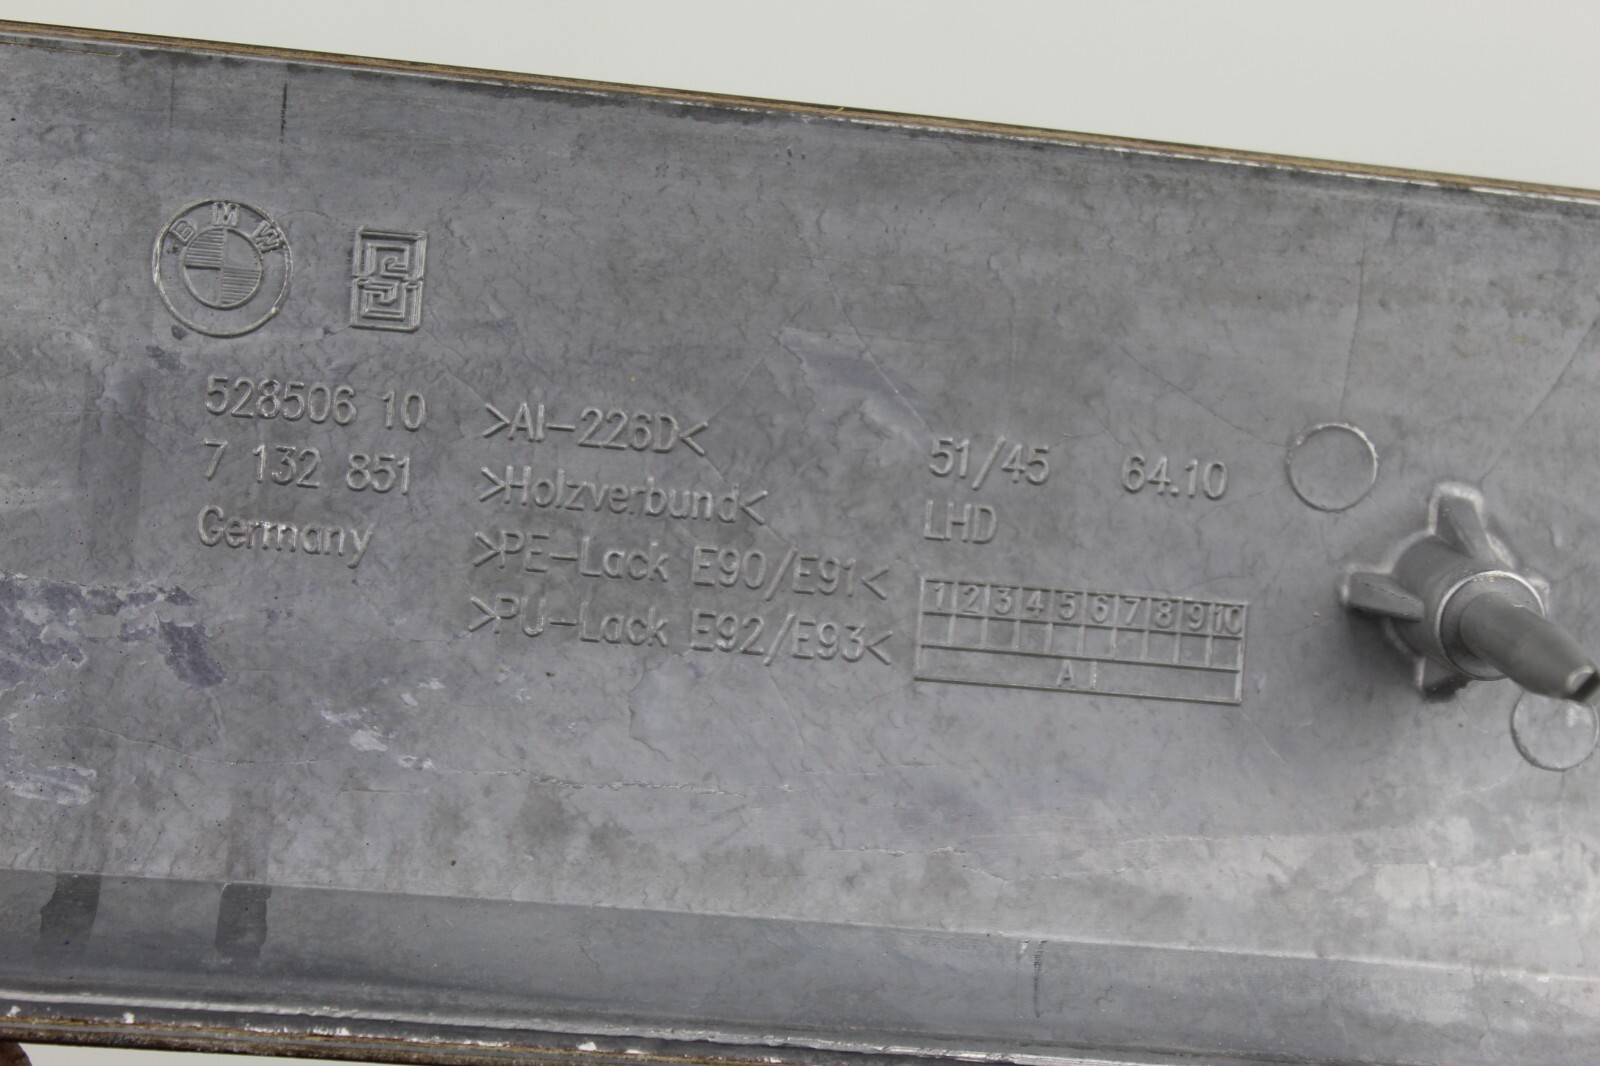 BMW
528506 10 >Al-226D< 51/45 64.10
7 132 851 >Holzverbund< LHD
Germany >PE-Lack E90/E91<
>PU-Lack E92/E93<
1 2 3 4 5 6 7 8 9 10
A